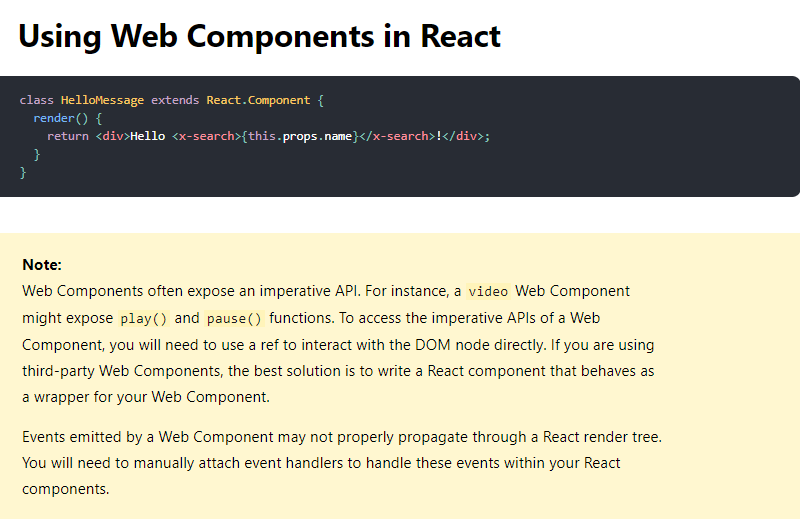 Using Web Components in React
class HelloMessage extends React.Component {
  render() {
    return <div>Hello <x-search>{this.props.name}</x-search>!</div>;
  }
}
Note:
Web Components often expose an imperative API. For instance, a video Web Component
might expose play() and pause() functions. To access the imperative APIs of a Web
Component, you will need to use a ref to interact with the DOM node directly. If you are using
third-party Web Components, the best solution is to write a React component that behaves as
a wrapper for your Web Component.
Events emitted by a Web Component may not properly propagate through a React render tree.
You will need to manually attach event handlers to handle these events within your React
components.